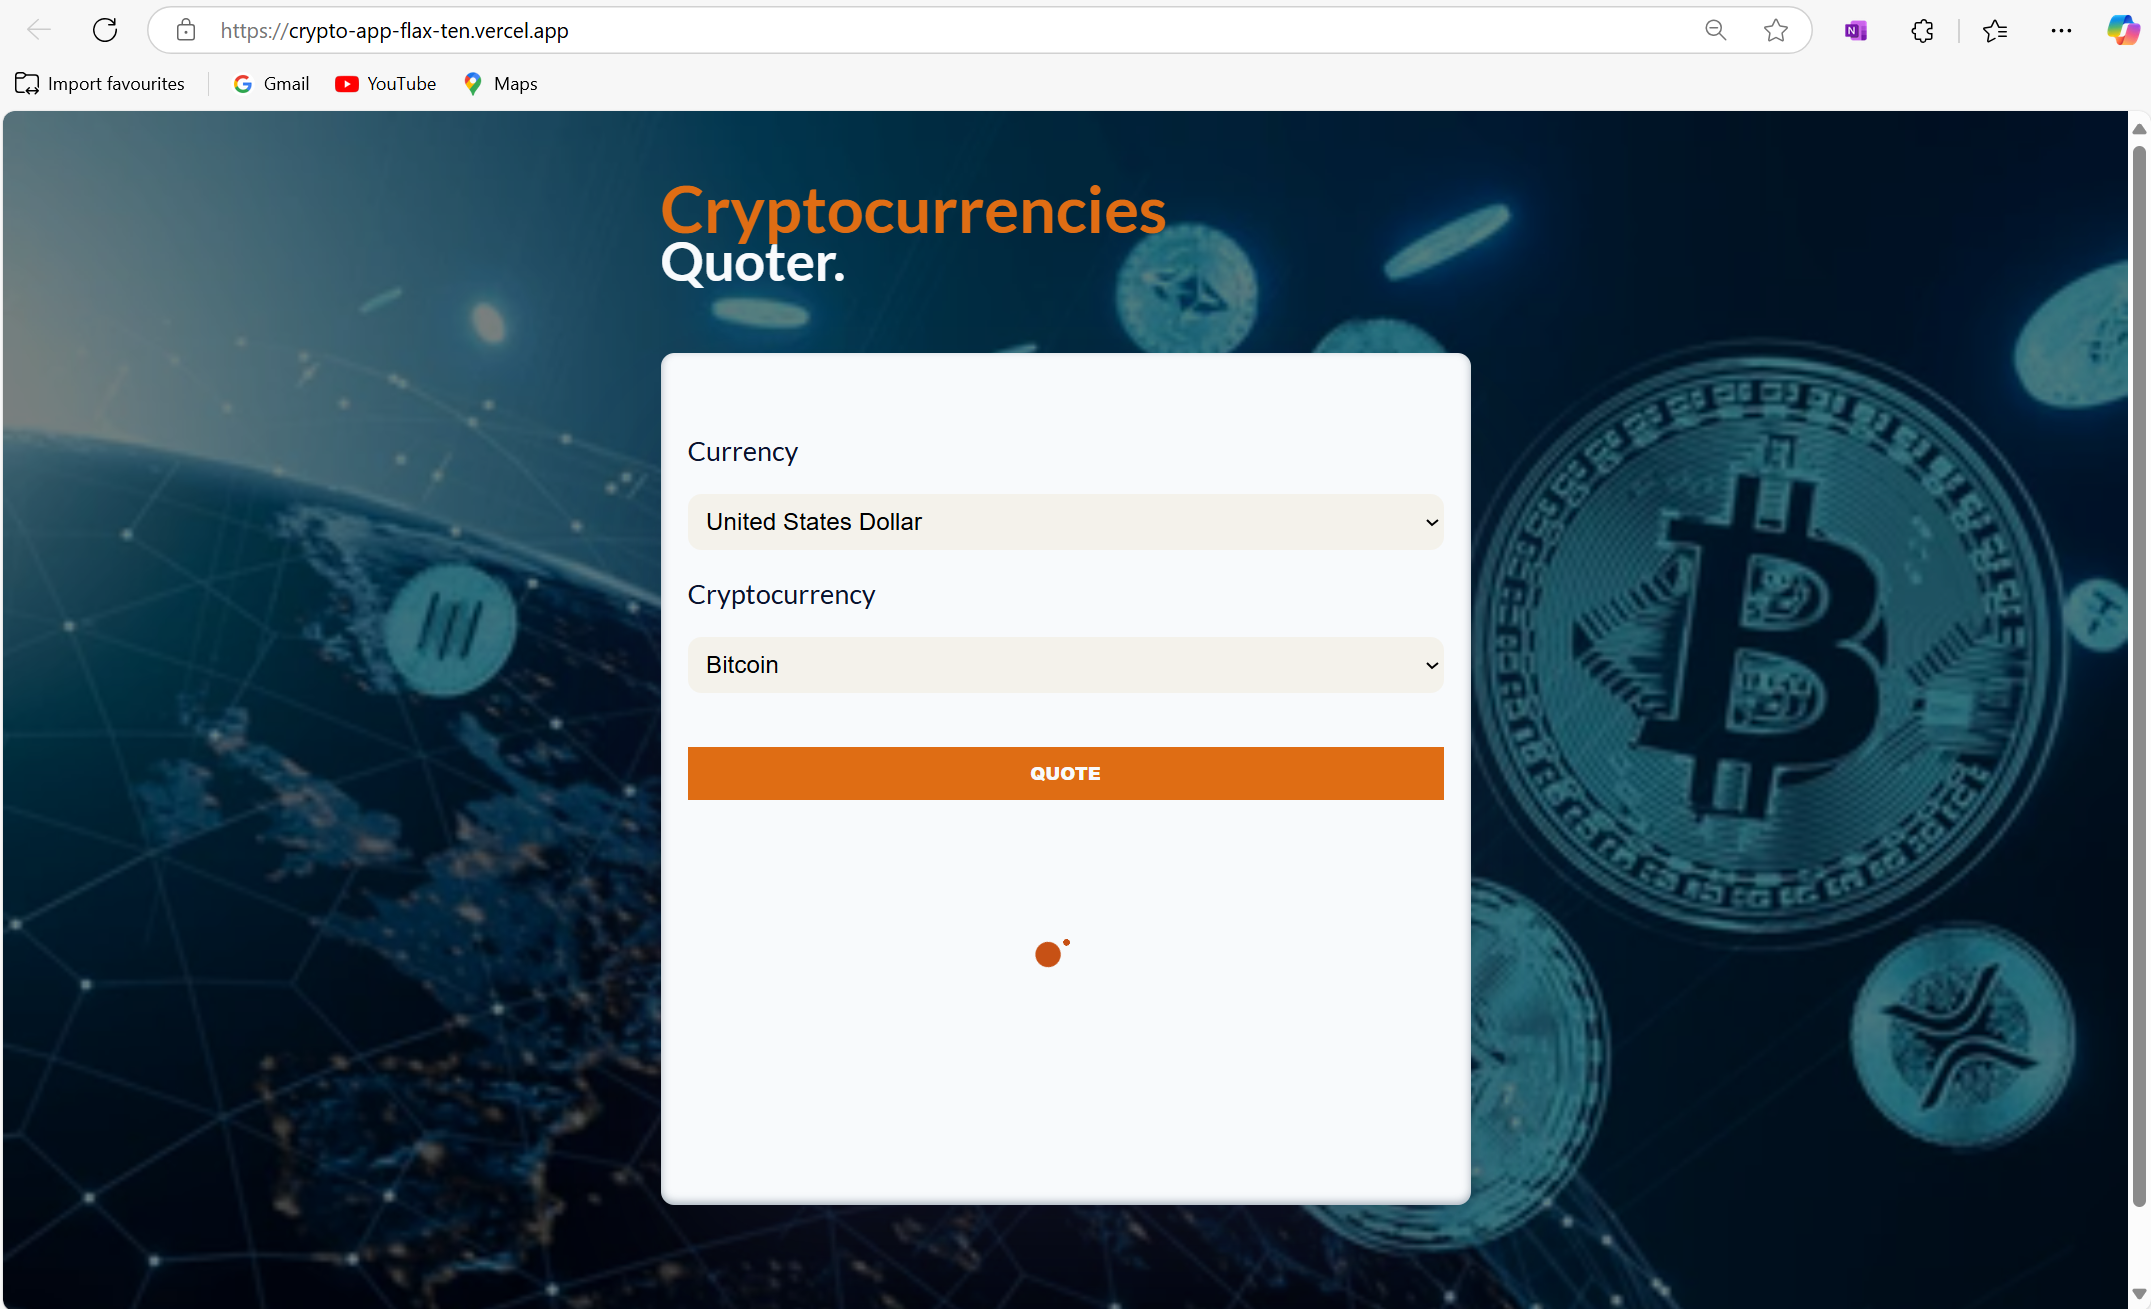 https://crypto-app-flax-ten.vercel.app
Import favourites
Gmail
YouTube
Maps
Cryptocurrencies
Quoter.
Currency
United States Dollar
Cryptocurrency
Bitcoin
QUOTE